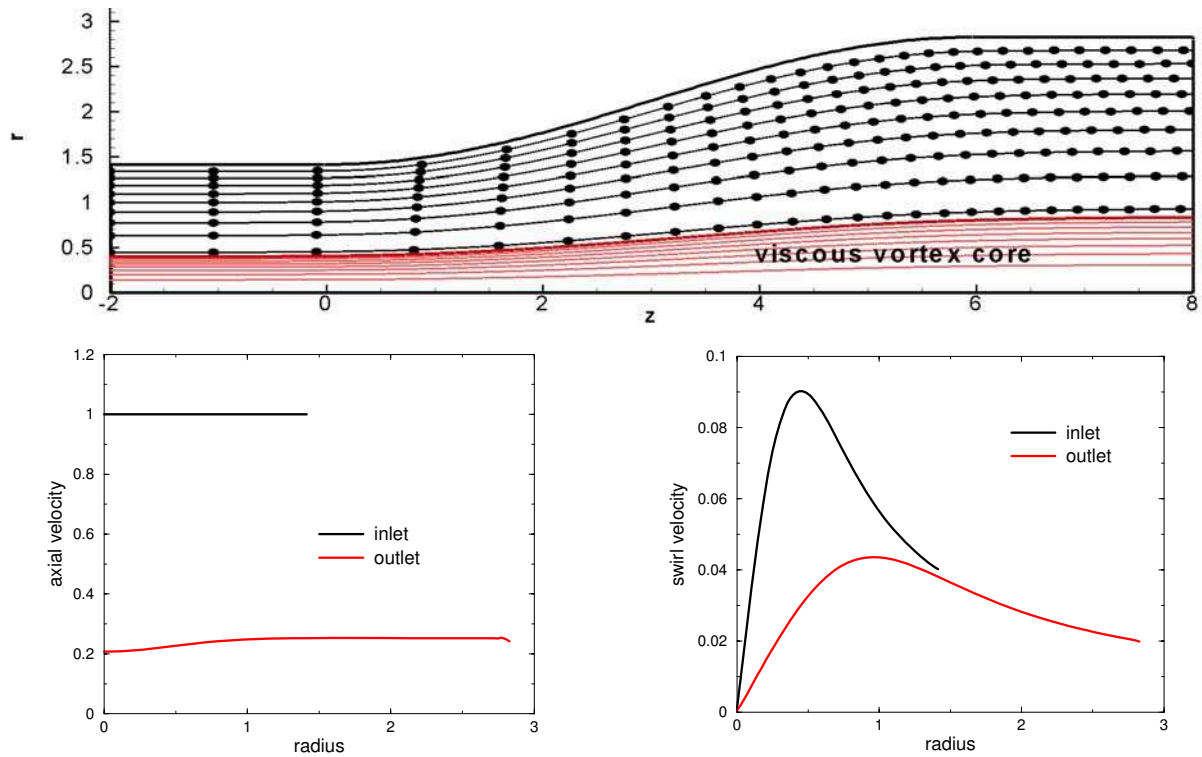 3
2.5
2
1.5
1
0.5
0
r
viscous vortex core
-2 0 2 4 6 8
z
1.2
1
0.8
0.6
0.4
0.2
0
axial velocity
inlet
outlet
0 1 2 3
radius
0.1
0.08
0.06
0.04
0.02
0
swirl velocity
inlet
outlet
0 1 2 3
radius